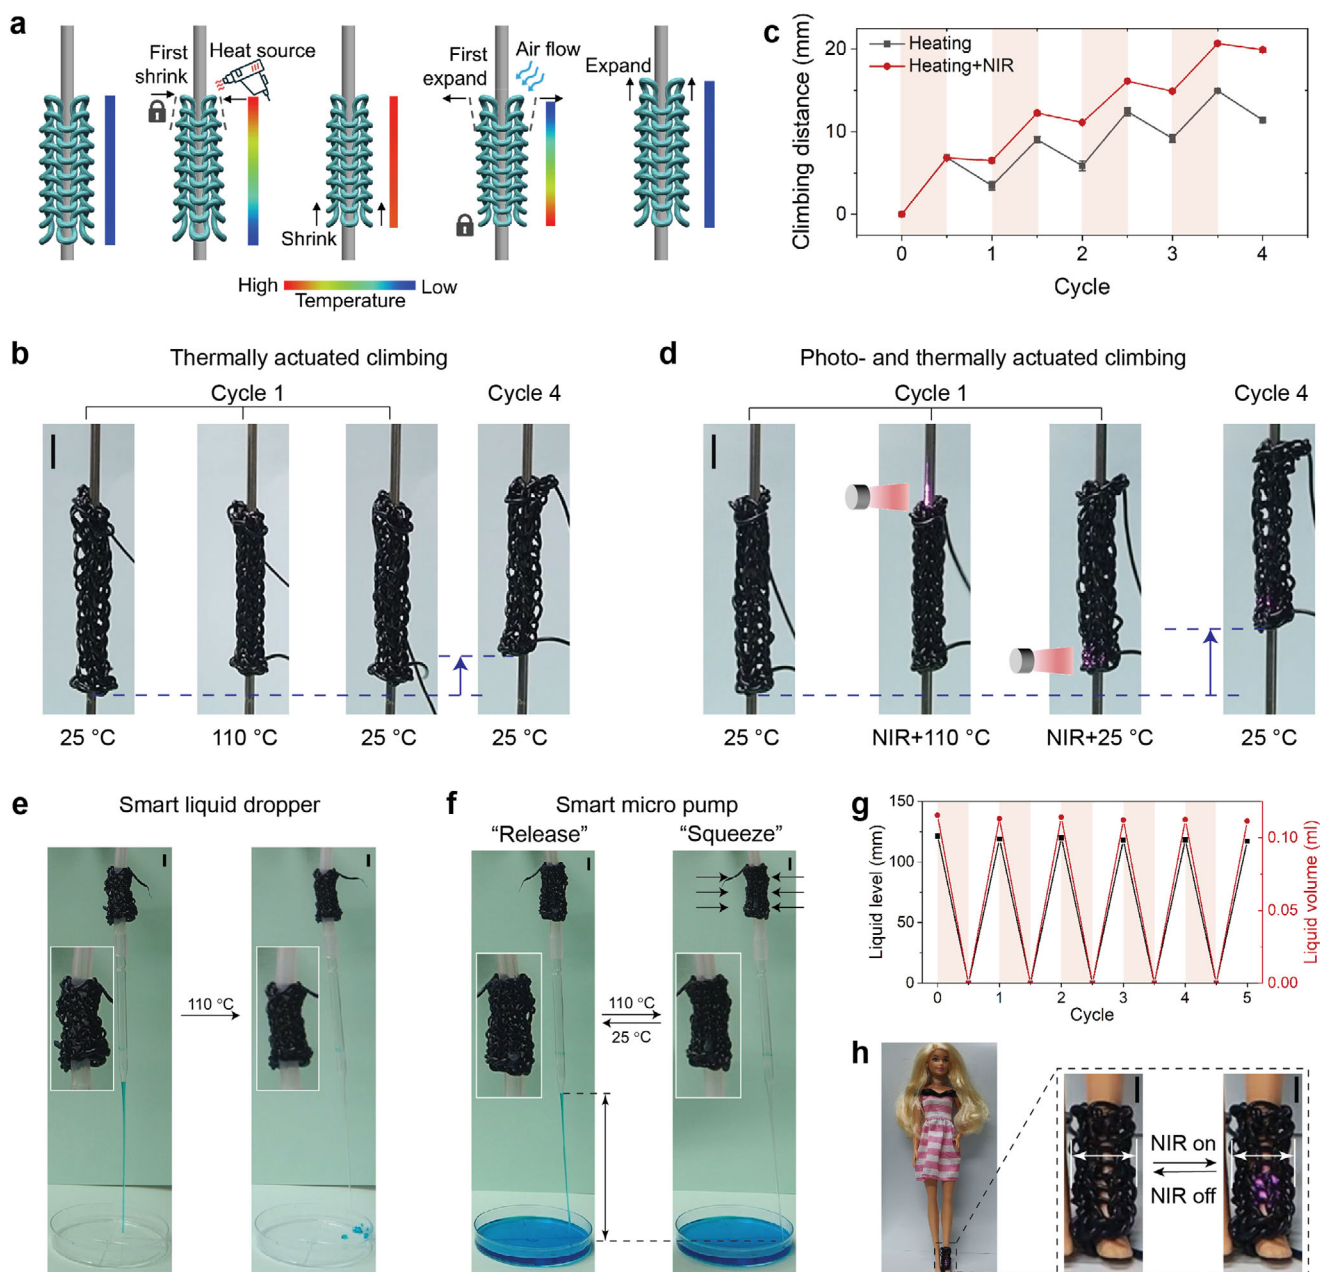 a
First
shrink
Heat source
First
expand
Air flow
Expand
Shrink
High
Low
Temperature
c
Heating
Heating+NIR
Climbing distance (mm)
20
10
0
0 1 2 3 4
Cycle
b
Thermally actuated climbing
Cycle 1
Cycle 4
25 °C
110 °C
25 °C
25 °C
d
Photo- and thermally actuated climbing
Cycle 1
Cycle 4
25 °C
NIR+110 °C
NIR+25 °C
25 °C
e
Smart liquid dropper
110 °C
f
Smart micro pump
“Release”
“Squeeze”
110 °C
25 °C
g
Liquid level (mm)
150
100
50
0
0 1 2 3 4 5
Cycle
0.10
0.05
0.00
Liquid volume (ml)
h
NIR on
NIR off